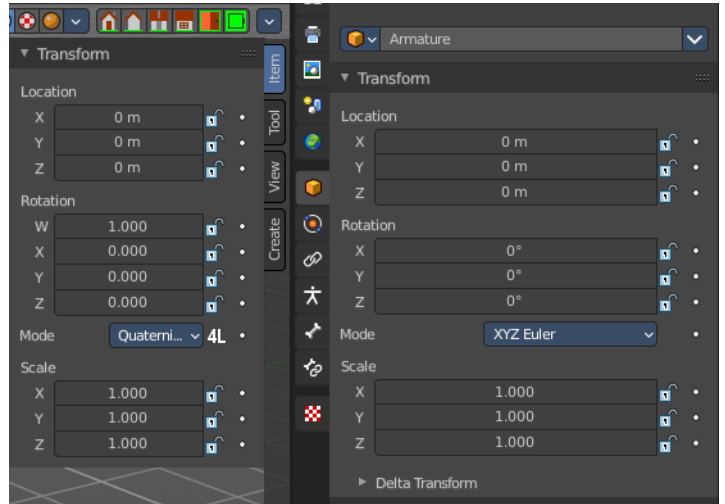 Transform
Location
X 0 m
Y 0 m
Z 0 m
Rotation
W 1.000
X 0.000
Y 0.000
Z 0.000
Mode Quaterni... 4L
Scale
X 1.000
Y 1.000
Z 1.000
Item
Tool
View
Create
Armature
Transform
Location
X 0 m
Y 0 m
Z 0 m
Rotation
X 0°
Y 0°
Z 0°
Mode XYZ Euler
Scale
X 1.000
Y 1.000
Z 1.000
Delta Transform